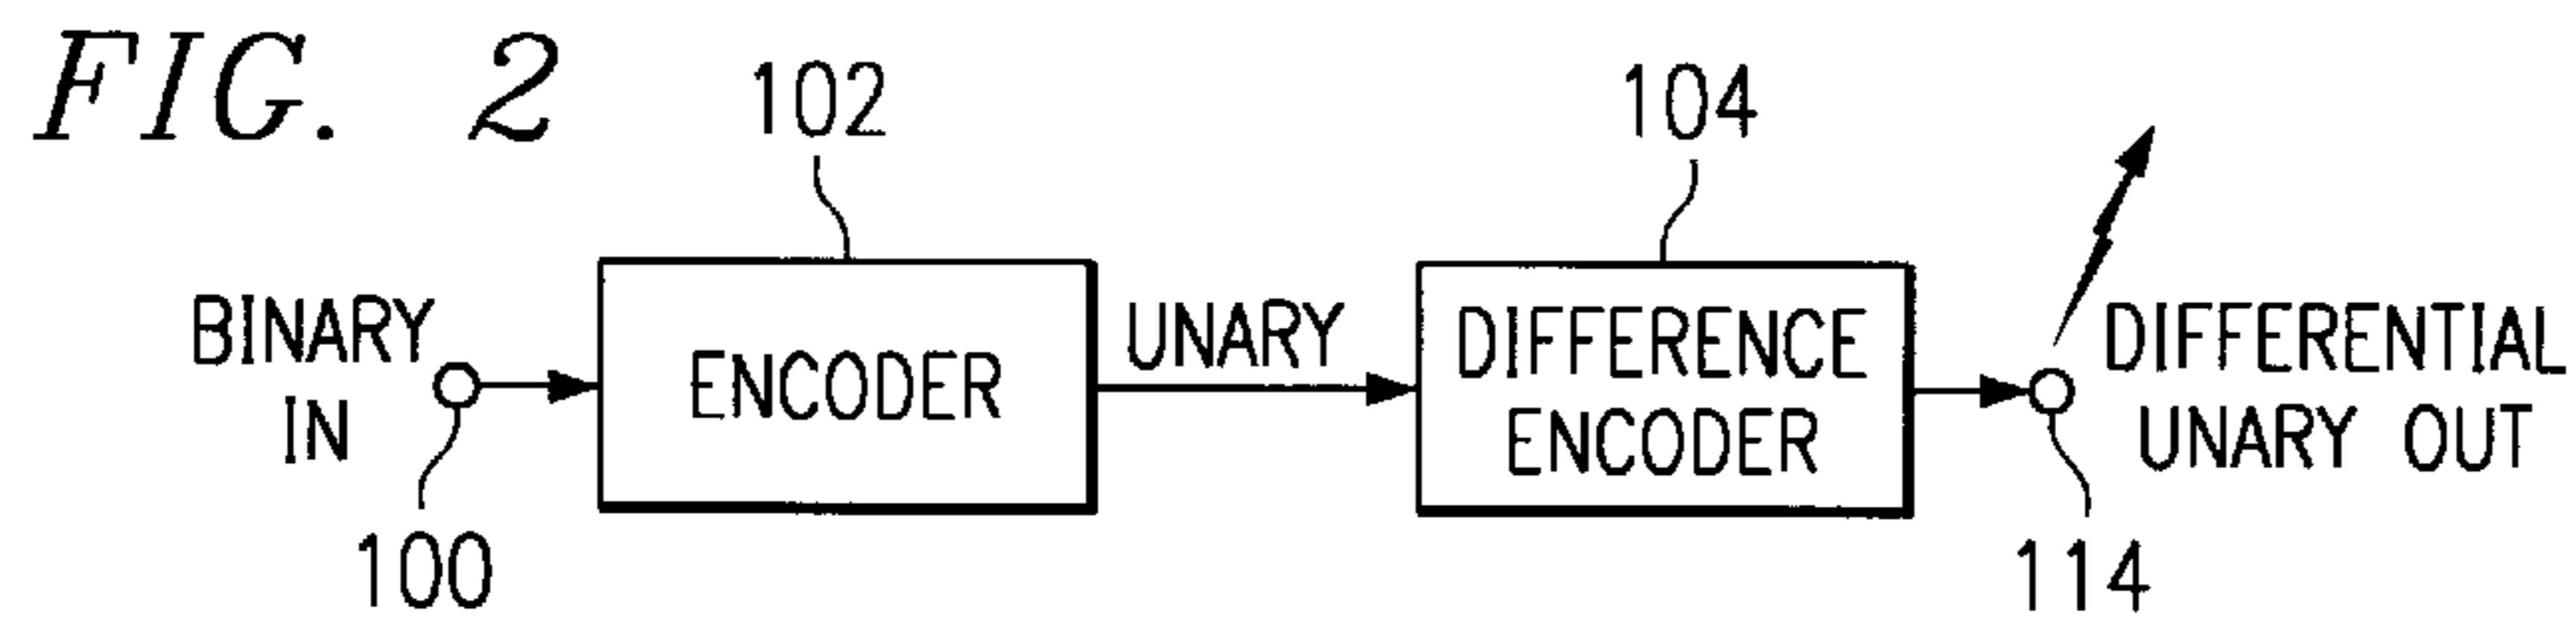 FIG. 2
102
104
BINARY
IN
100
ENCODER
UNARY
DIFFERENCE
ENCODER
DIFFERENTIAL
UNARY OUT
114